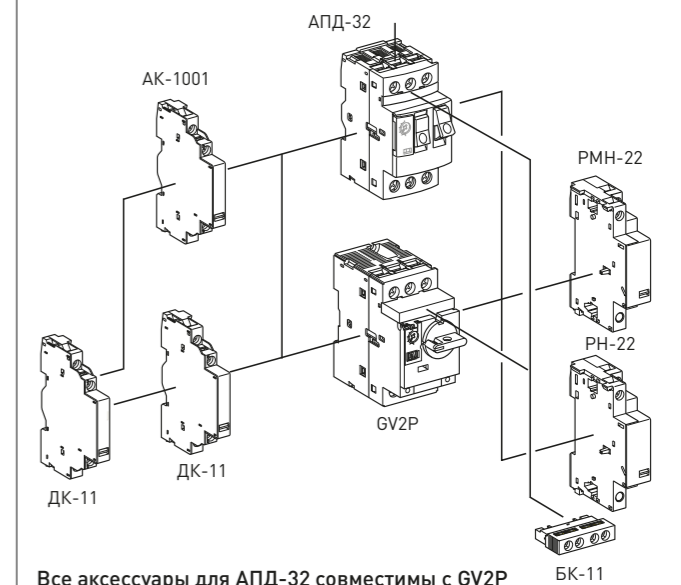 АПД-32
АК-1001
РМН-22
РН-22
GV2P
ДК-11
ДК-11
БК-11
Все аксессуары для АПД-32 совместимы с GV2P